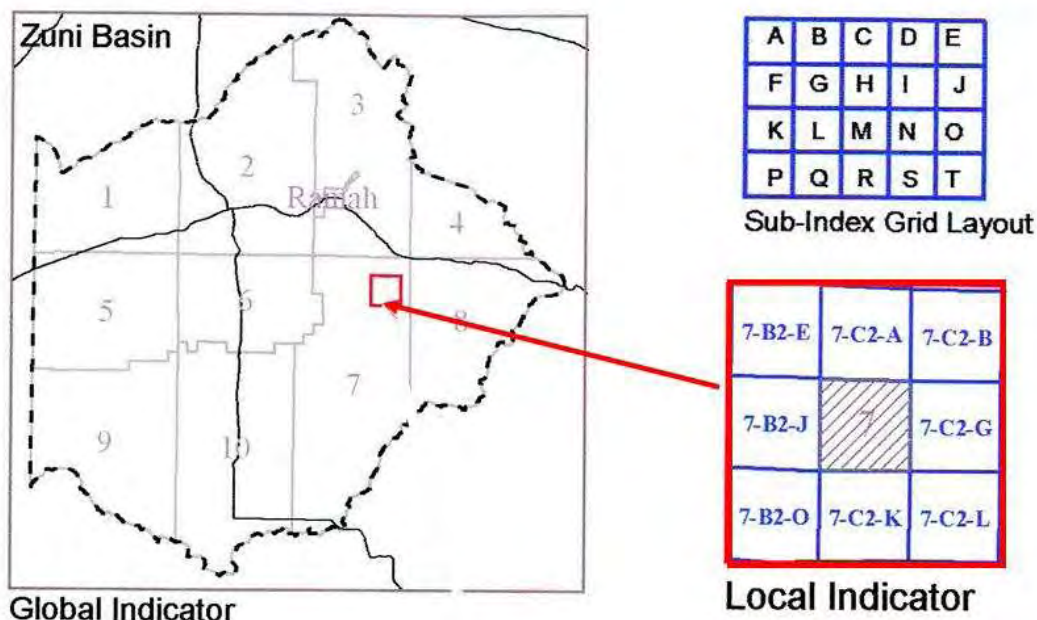 Zuni Basin
1
2
3
Ramah
4
5
6
7
8
9
10
Global Indicator
A B C D E
F G H I J
K L M N O
P Q R S T
Sub-Index Grid Layout
7-B2-E 7-C2-A 7-C2-B
7-B2-J 7 7-C2-G
7-B2-O 7-C2-K 7-C2-L
Local Indicator